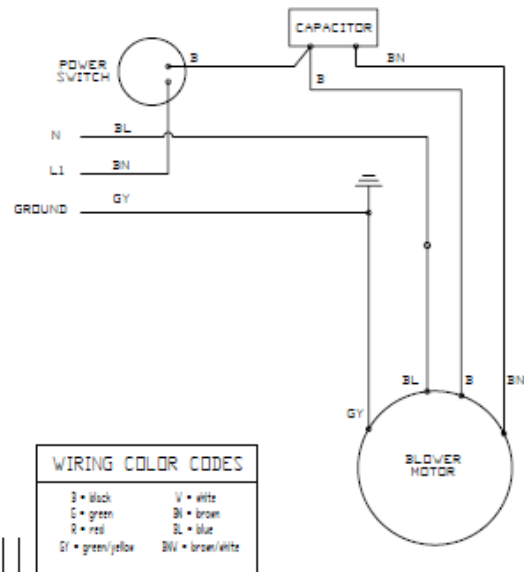 CAPACITOR
POWER
SWITCH
B
BN
B
N
BL
L1
BN
GROUND
GY
BL
B
BN
GY
BLOWER
MOTOR
WIRING COLOR CODES
B = black
V = white
G = green
BN = brown
R = red
BL = blue
GY = green/yellow
BNV = brown/white